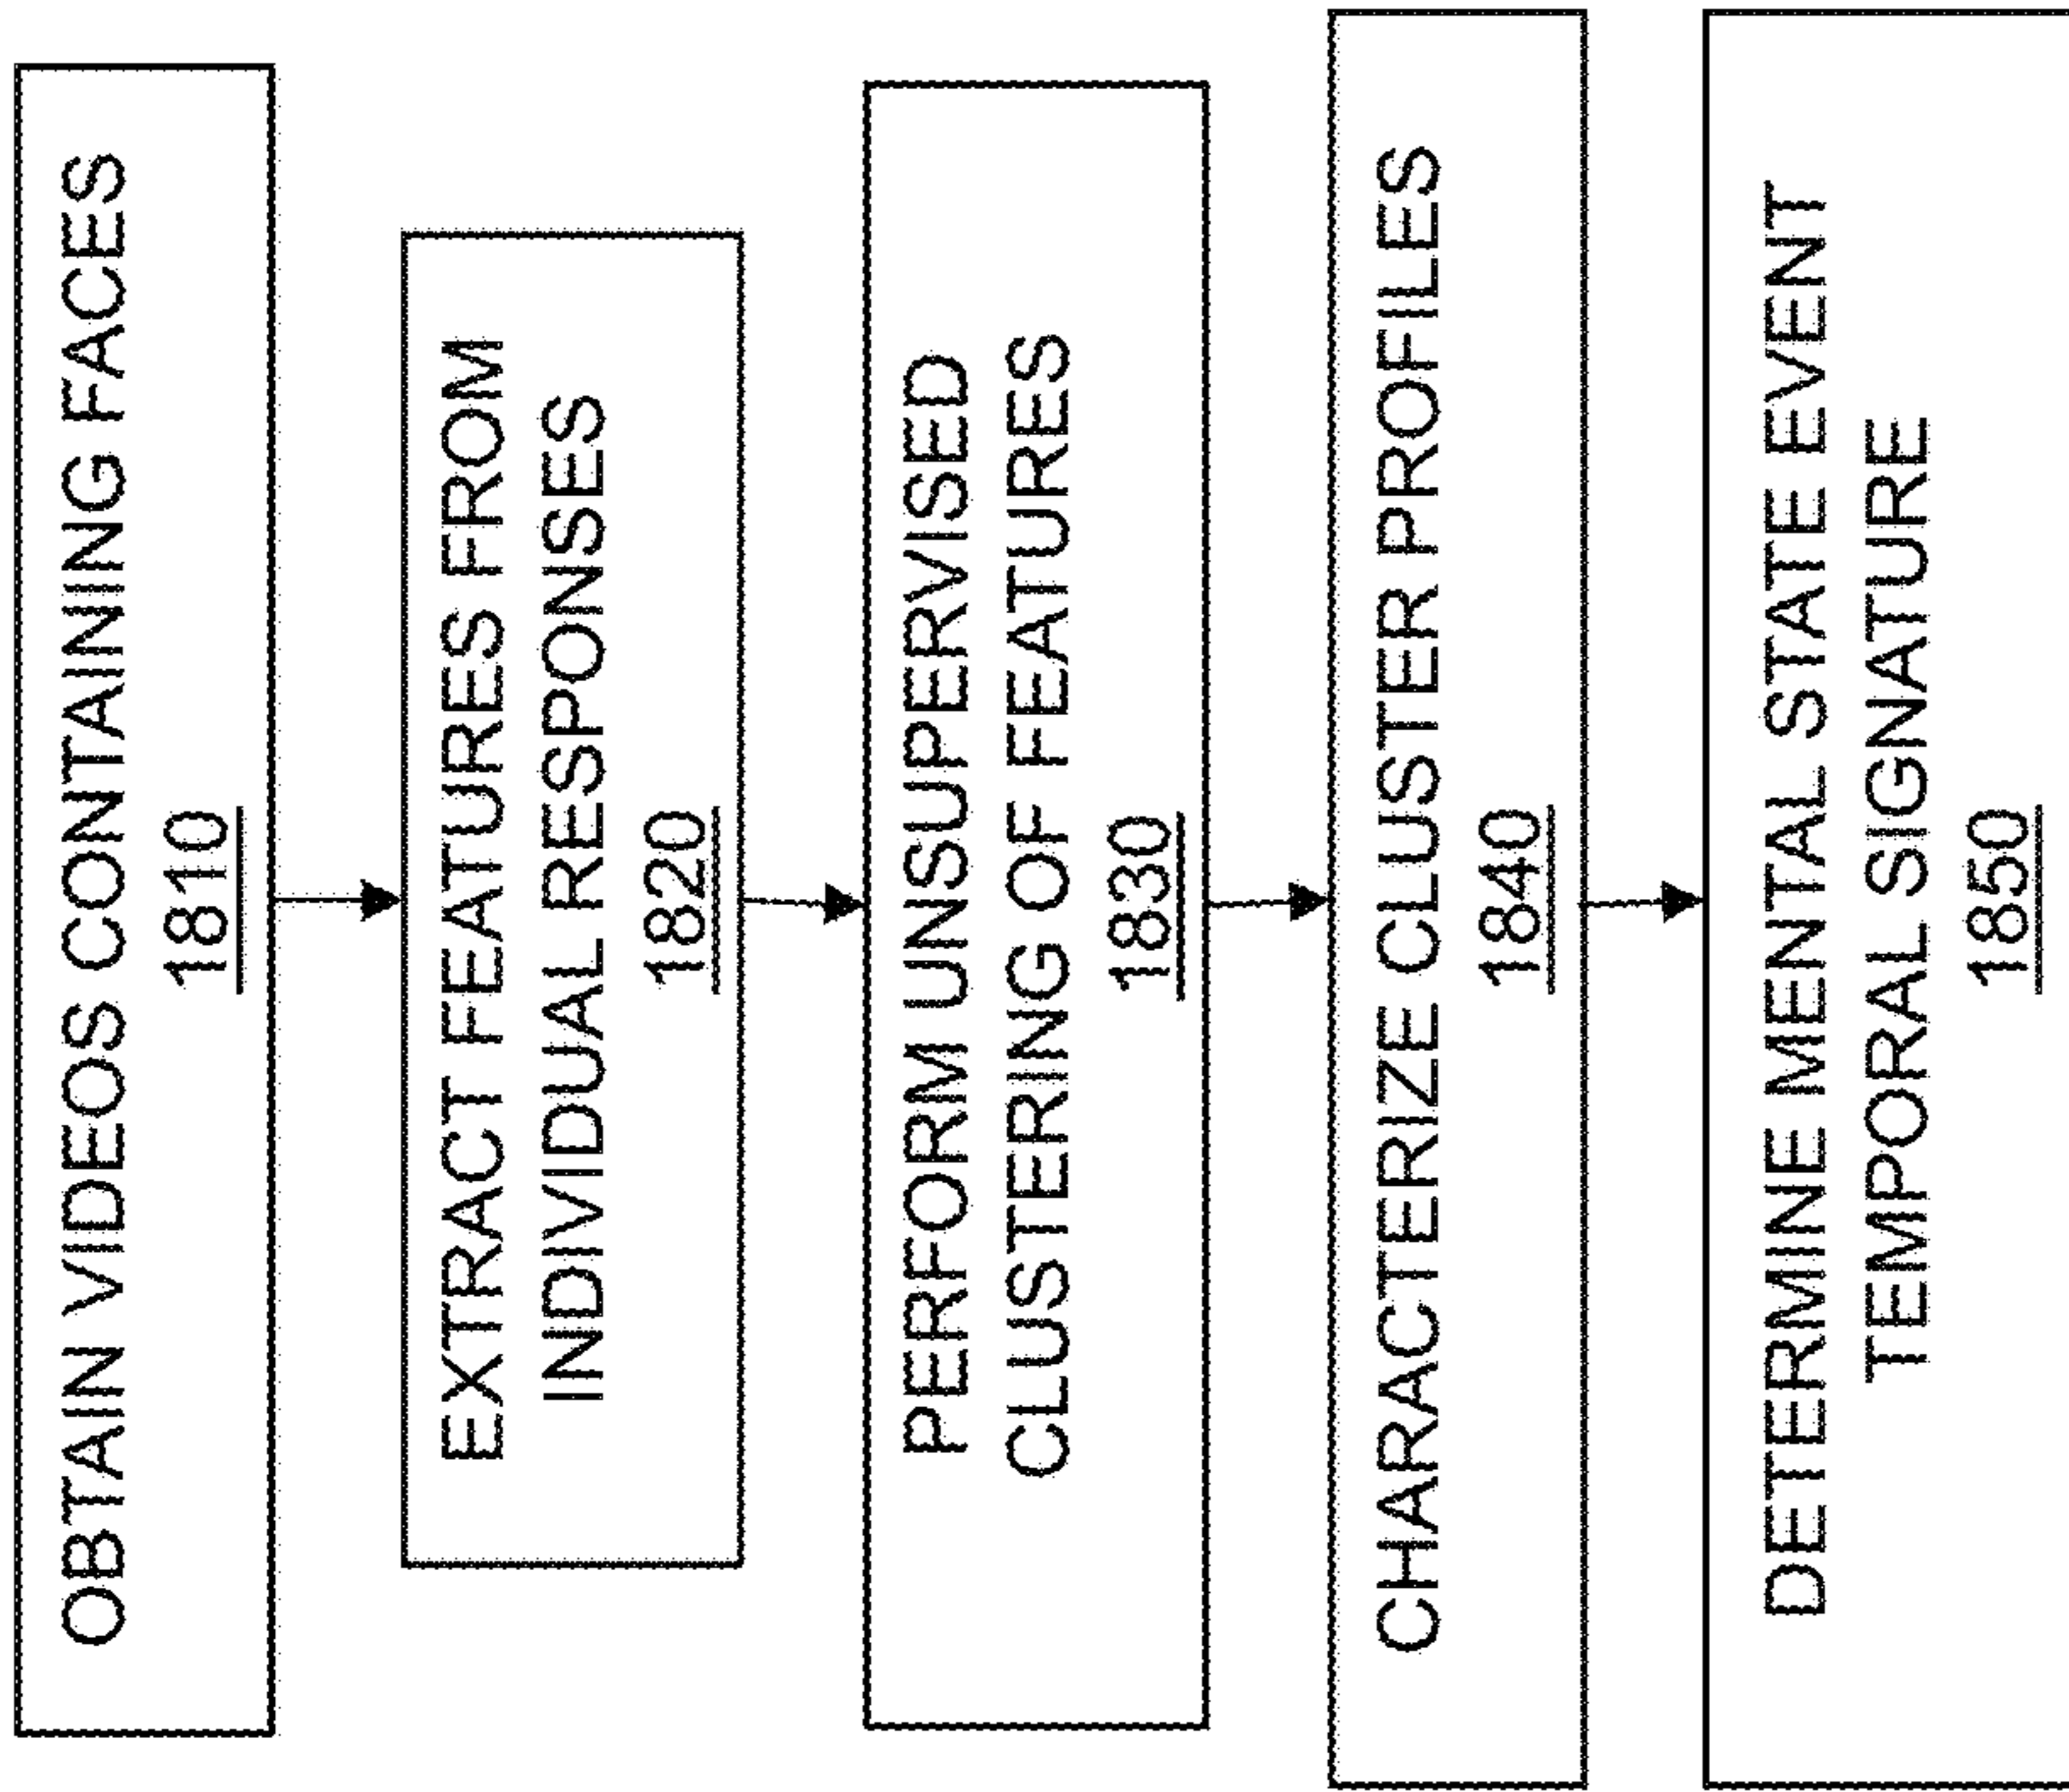 OBTAIN VIDEOS CONTAINING FACES
1810
EXTRACT FEATURES FROM
INDIVIDUAL RESPONSES
1820
PERFORM UNSUPERVISED
CLUSTERING OF FEATURES
1830
CHARACTERIZE CLUSTER PROFILES
1840
DETERMINE MENTAL STATE EVENT
TEMPORAL SIGNATURE
1850